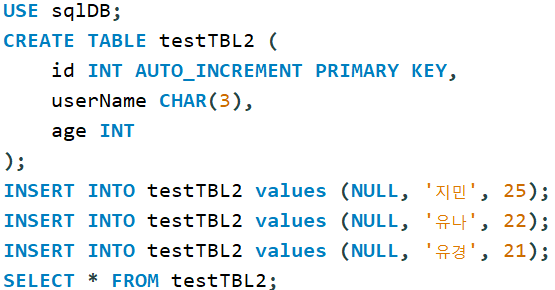 USE sqlDB;
CREATE TABLE testTBL2 (
    id INT AUTO_INCREMENT PRIMARY KEY,
    userName CHAR(3),
    age INT
);
INSERT INTO testTBL2 values (NULL, '지민', 25);
INSERT INTO testTBL2 values (NULL, '유나', 22);
INSERT INTO testTBL2 values (NULL, '유경', 21);
SELECT * FROM testTBL2;